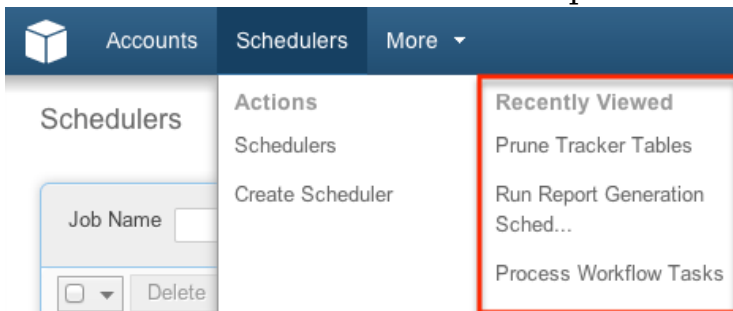 Accounts Schedulers More
Schedulers
Job Name
Delete
Actions
Schedulers
Create Scheduler
Recently Viewed
Prune Tracker Tables
Run Report Generation
Sched...
Process Workflow Tasks